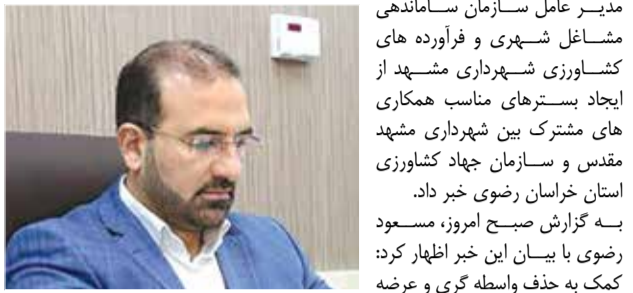 مدیر عامل سازمان ساماندهی
مشاغل شهری و فرآورده های
کشاورزی شهرداری مشهد از
ایجاد بسترهای مناسب همکاری
های مشترک بین شهرداری مشهد
مقدس و سازمان جهاد کشاورزی
استان خراسان رضوی خبر داد.
به گزارش صبح امروز، مسعود
رضوی با بیان این خبر اظهار کرد:
کمک به حذف واسطه گری و عرضه